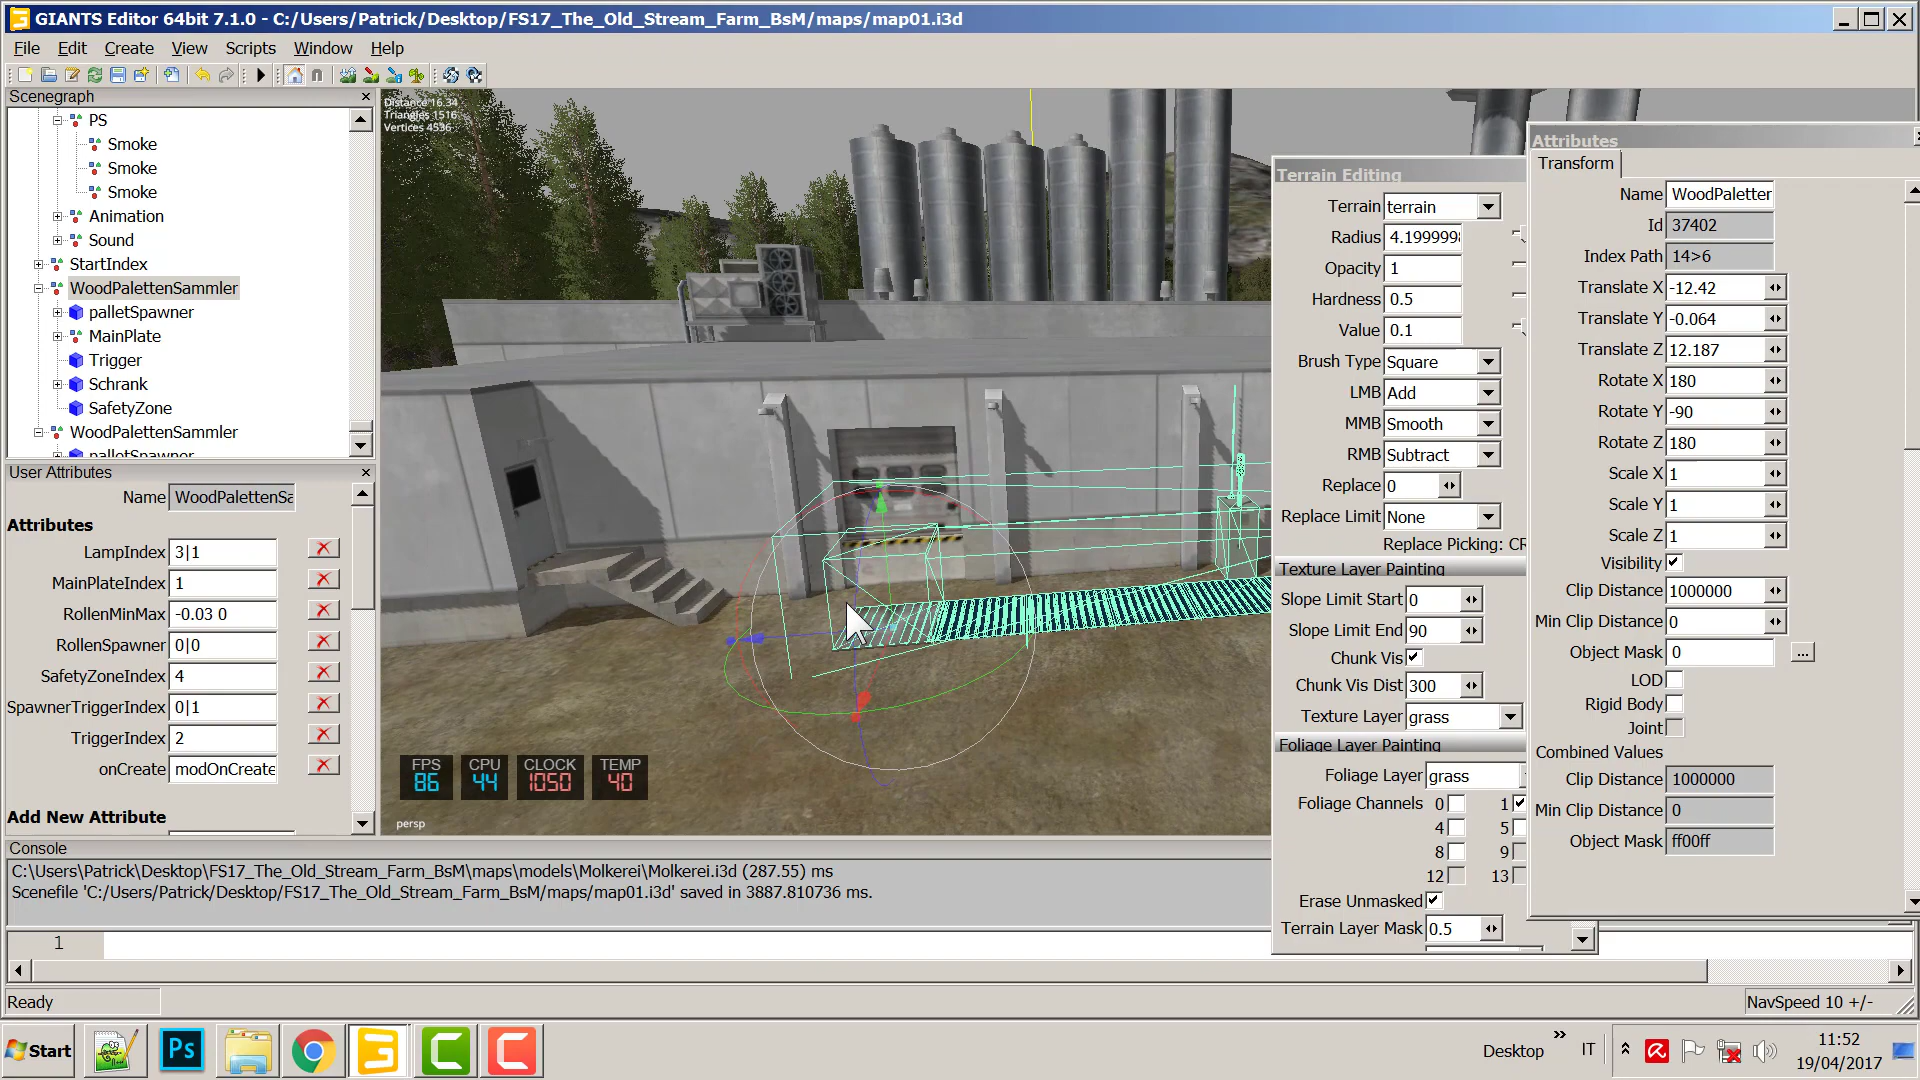 GIANTS Editor 64bit 7.1.0 - C:/Users/Patrick/Desktop/FS17_The_Old_Stream_Farm_BsM/maps/map01.i3d
File Edit Create View Scripts Window Help
Scenegraph
PS
Smoke
Smoke
Smoke
Animation
Sound
StartIndex
WoodPalettenSammler
palletSpawner
MainPlate
Trigger
Schrank
SafetyZone
WoodPalettenSammler
palletSpawner
User Attributes
Name WoodPalettenSa
Attributes
LampIndex 3|1
MainPlateIndex 1
RollenMinMax -0.03 0
RollenSpawner 0|0
SafetyZoneIndex 4
SpawnerTriggerIndex 0|1
TriggerIndex 2
onCreate modOnCreate
Add New Attribute
Distance 16.34
Triangles 1516
Vertices 4536
FPS CPU CLOCK TEMP
86 44 1050 40
persp
Terrain Editing
Terrain terrain
Radius 4.1999998
Opacity 1
Hardness 0.5
Value 0.1
Brush Type Square
LMB Add
MMB Smooth
RMB Subtract
Replace 0
Replace Limit None
Replace Picking: CR
Texture Layer Painting
Slope Limit Start 0
Slope Limit End 90
Chunk Vis
Chunk Vis Dist 300
Texture Layer grass
Foliage Layer Painting
Foliage Layer grass
Foliage Channels 0 1
4 5
8 9
12 13
Erase Unmasked
Terrain Layer Mask 0.5
Attributes
Transform
Name WoodPaletter
Id 37402
Index Path 14>6
Translate X -12.42
Translate Y -0.064
Translate Z 12.187
Rotate X 180
Rotate Y -90
Rotate Z 180
Scale X 1
Scale Y 1
Scale Z 1
Visibility
Clip Distance 1000000
Min Clip Distance 0
Object Mask 0 ...
LOD
Rigid Body
Joint
Combined Values
Clip Distance 1000000
Min Clip Distance 0
Object Mask ff00ff
Console
C:\Users\Patrick\Desktop\FS17_The_Old_Stream_Farm_BsM\maps\models\Molkerei\Molkerei.i3d (287.55) ms
Scenefile 'C:/Users/Patrick/Desktop/FS17_The_Old_Stream_Farm_BsM/maps/map01.i3d' saved in 3887.810736 ms.
1
Ready
NavSpeed 10 +/-
Start
Ps
Desktop
IT
11:52
19/04/2017